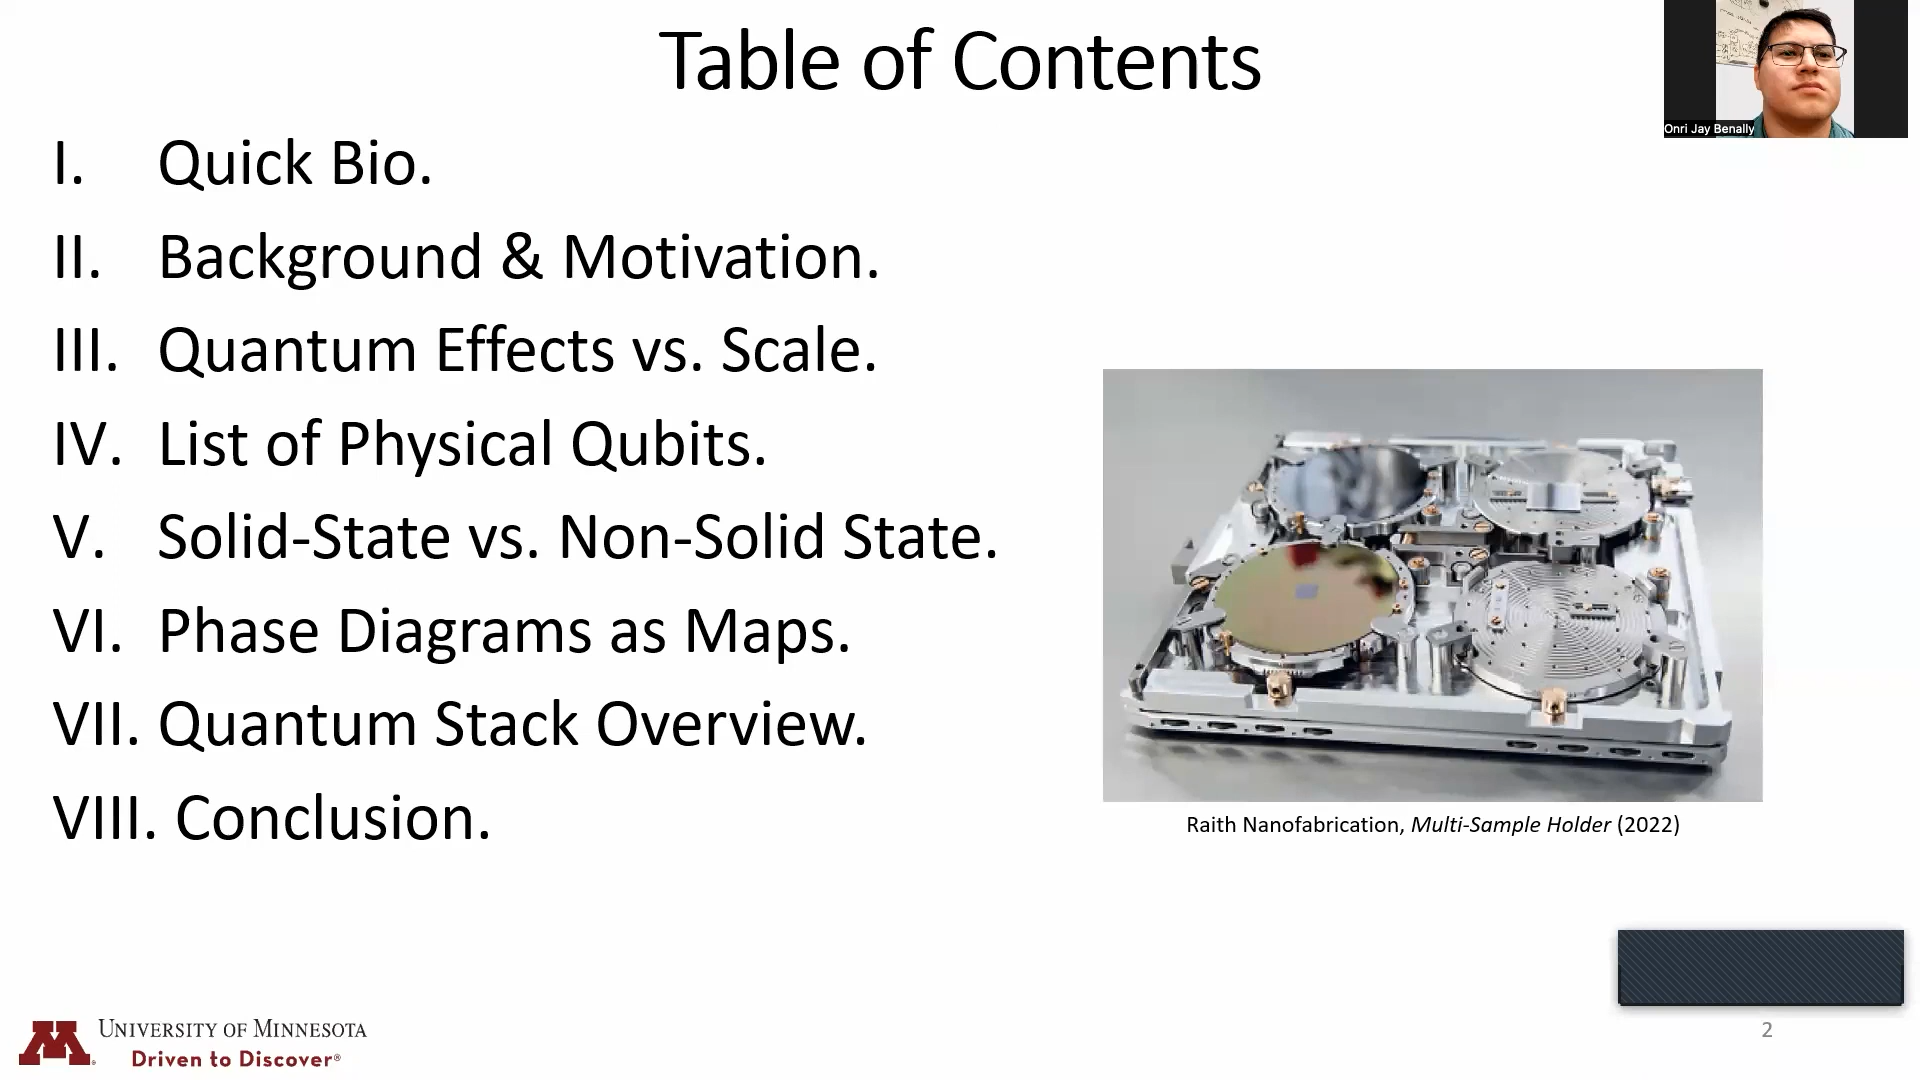 Table of Contents
Onri Jay Benally
I. Quick Bio.
II. Background & Motivation.
III. Quantum Effects vs. Scale.
IV. List of Physical Qubits.
V. Solid-State vs. Non-Solid State.
VI. Phase Diagrams as Maps.
VII. Quantum Stack Overview.
VIII. Conclusion.
Raith Nanofabrication, Multi-Sample Holder (2022)
UNIVERSITY OF MINNESOTA
Driven to Discover®
2